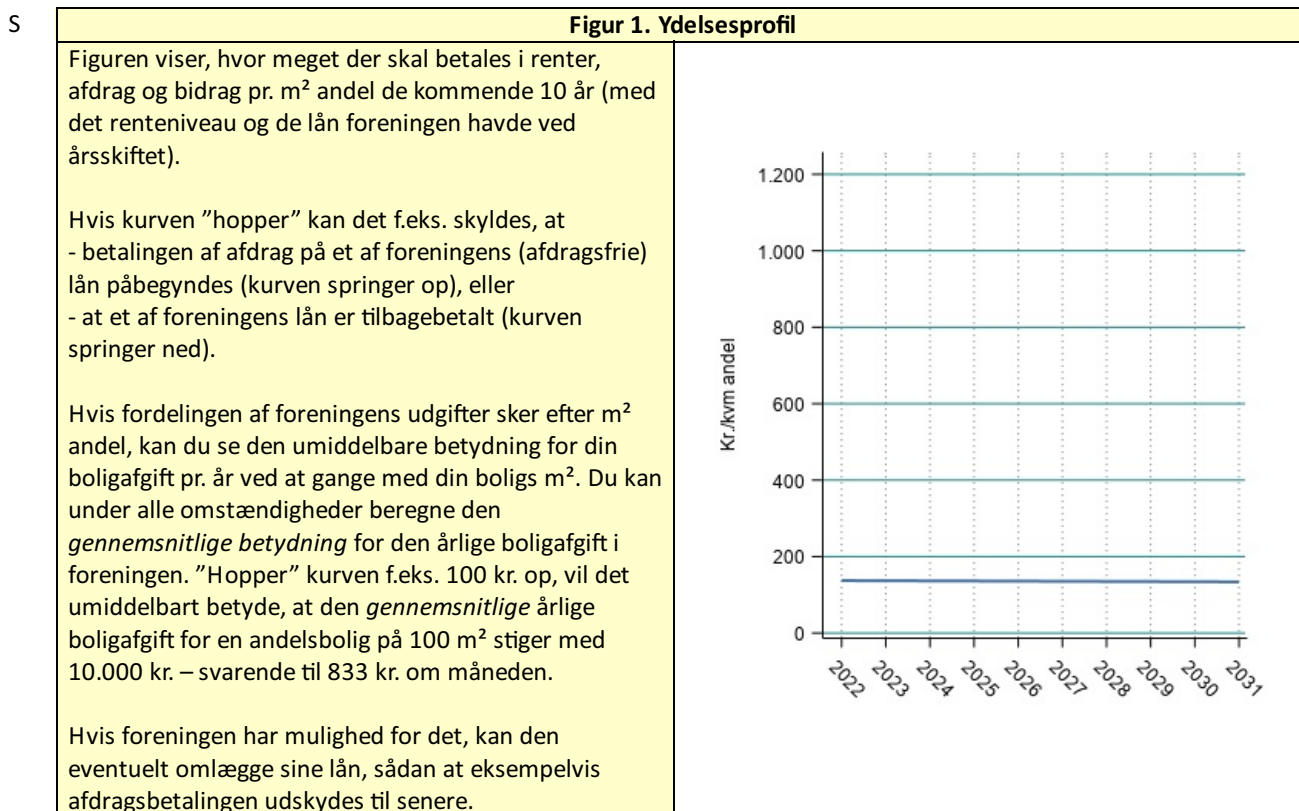 S
Figur 1. Ydelsesprofil
Figuren viser, hvor meget der skal betales i renter,
afdrag og bidrag pr. m² andel de kommende 10 år (med
det renteniveau og de lån foreningen havde ved
årsskiftet).
Hvis kurven ”hopper” kan det f.eks. skyldes, at
- betalingen af afdrag på et af foreningens (afdragsfrie)
lån påbegyndes (kurven springer op), eller
- at et af foreningens lån er tilbagebetalt (kurven
springer ned).
Hvis fordelingen af foreningens udgifter sker efter m²
andel, kan du se den umiddelbare betydning for din
boligafgift pr. år ved at gange med din boligs m². Du kan
under alle omstændigheder beregne den
gennemsnitlige betydning for den årlige boligafgift i
foreningen. ”Hopper” kurven f.eks. 100 kr. op, vil det
umiddelbart betyde, at den gennemsnitlige årlige
boligafgift for en andelsbolig på 100 m² stiger med
10.000 kr. – svarende til 833 kr. om måneden.
Hvis foreningen har mulighed for det, kan den
eventuelt omlægge sine lån, sådan at eksempelvis
afdragsbetalingen udskydes til senere.
Kr./kvm andel
1.200
1.000
800
600
400
200
0
2022
2023
2024
2025
2026
2027
2028
2029
2030
2031